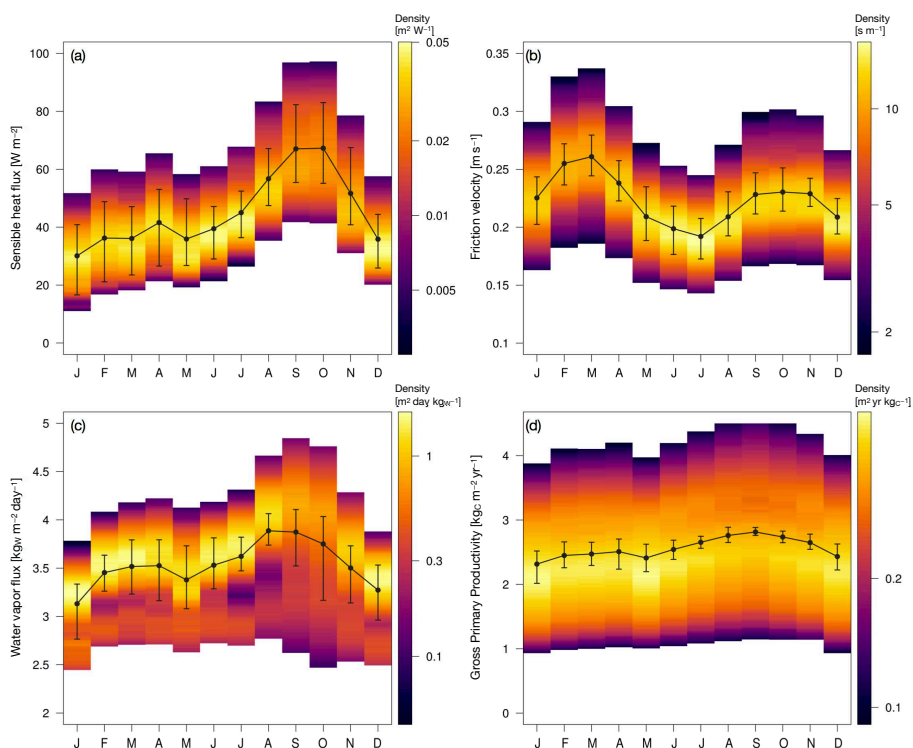 Density
[m² W⁻¹]
(a)
Sensible heat flux [W m⁻²]
100
80
60
40
20
0
0.05
0.02
0.01
0.005
J F M A M J J A S O N D
Density
[s m⁻¹]
(b)
Friction velocity [m s⁻¹]
0.35
0.3
0.25
0.2
0.15
0.1
10
5
2
J F M A M J J A S O N D
Density
[m² day kgw⁻¹]
(c)
Water vapor flux [kgw m⁻² day⁻¹]
5
4.5
4
3.5
3
2.5
2
1
0.3
0.1
J F M A M J J A S O N D
Density
[m² yr kgC⁻¹]
(d)
Gross Primary Productivity [kgC m⁻² yr⁻¹]
4
3
2
1
0
0.2
0.1
J F M A M J J A S O N D